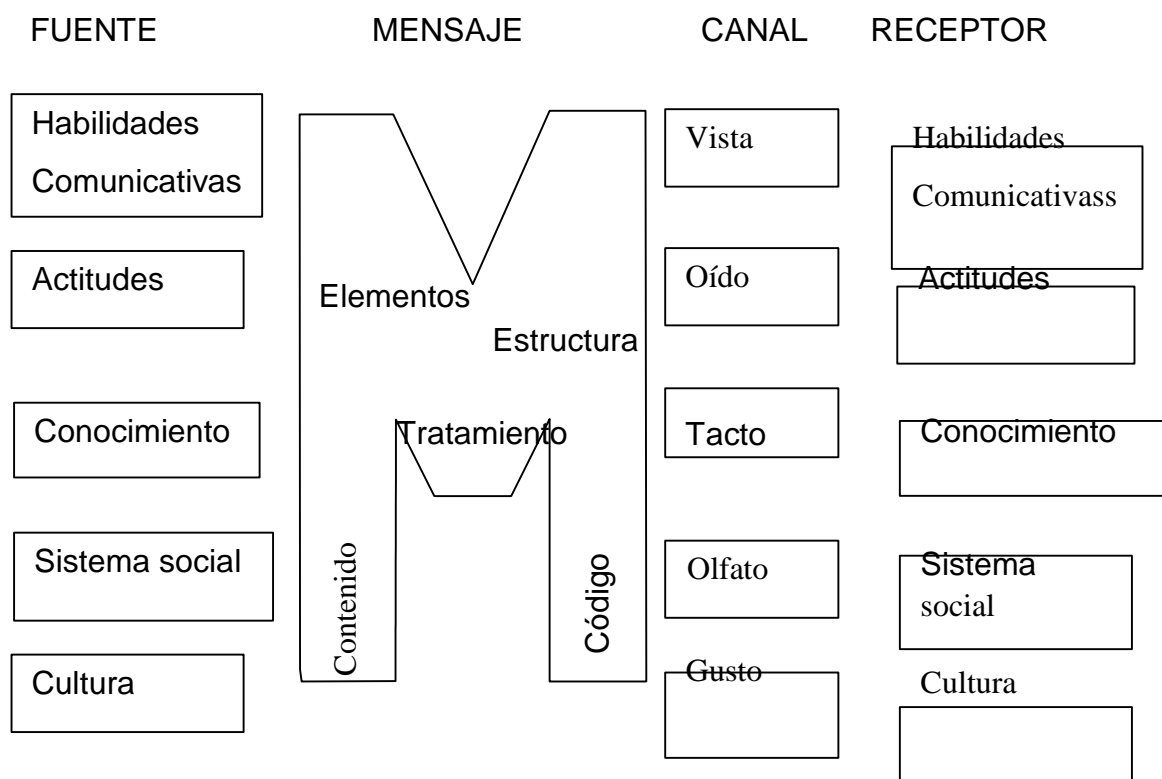 FUENTE
MENSAJE
CANAL
RECEPTOR
Habilidades
Comunicativas
Actitudes
Conocimiento
Sistema social
Cultura
Elementos
Estructura
Tratamiento
Contenido
Código
Vista
Oído
Tacto
Olfato
Gusto
Habilidades
Comunicativass
Actitudes
Conocimiento
Sistema
social
Cultura